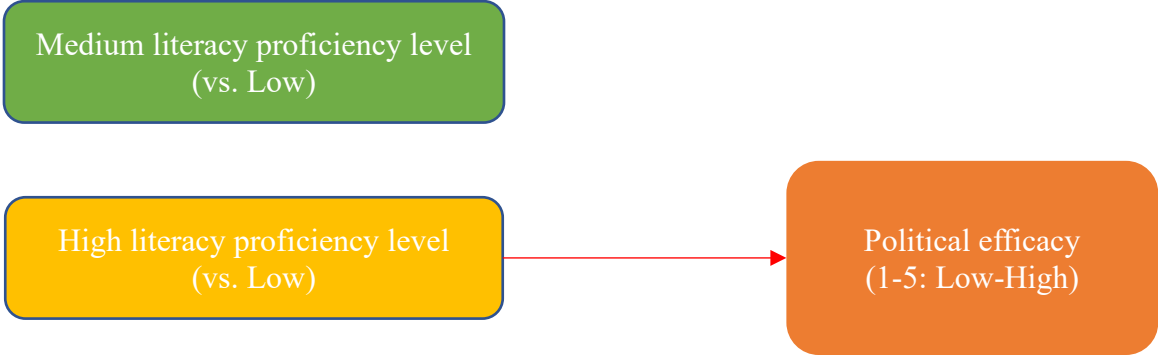 Medium literacy proficiency level
(vs. Low)
High literacy proficiency level
(vs. Low)
Political efficacy
(1-5: Low-High)